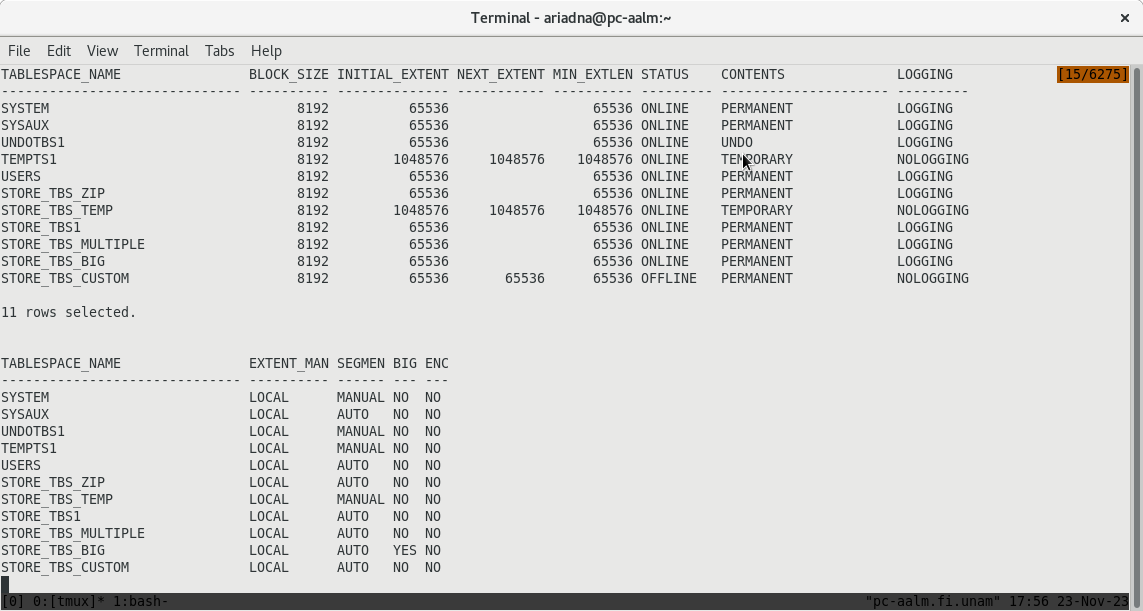 Terminal - ariadna@pc-aalm:~
File Edit View Terminal Tabs Help
TABLESPACE_NAME                BLOCK_SIZE INITIAL_EXTENT NEXT_EXTENT MIN_EXTLEN STATUS    CONTENTS              LOGGING [15/6275]
------------------------------ ---------- -------------- ----------- ---------- --------- --------------------- ---------
SYSTEM                               8192          65536                  65536 ONLINE    PERMANENT             LOGGING
SYSAUX                               8192          65536                  65536 ONLINE    PERMANENT             LOGGING
UNDOTBS1                             8192          65536                  65536 ONLINE    UNDO                  LOGGING
TEMPTS1                              8192        1048576     1048576    1048576 ONLINE    TEMPORARY             NOLOGGING
USERS                                8192          65536                  65536 ONLINE    PERMANENT             LOGGING
STORE_TBS_ZIP                        8192          65536                  65536 ONLINE    PERMANENT             LOGGING
STORE_TBS_TEMP                       8192        1048576     1048576    1048576 ONLINE    TEMPORARY             NOLOGGING
STORE_TBS1                           8192          65536                  65536 ONLINE    PERMANENT             LOGGING
STORE_TBS_MULTIPLE                   8192          65536                  65536 ONLINE    PERMANENT             LOGGING
STORE_TBS_BIG                        8192          65536                  65536 ONLINE    PERMANENT             LOGGING
STORE_TBS_CUSTOM                     8192          65536       65536      65536 OFFLINE   PERMANENT             NOLOGGING
11 rows selected.
TABLESPACE_NAME                EXTENT_MAN SEGMEN BIG ENC
------------------------------ ---------- ------ --- ---
SYSTEM                         LOCAL      MANUAL NO  NO
SYSAUX                         LOCAL      AUTO   NO  NO
UNDOTBS1                       LOCAL      MANUAL NO  NO
TEMPTS1                        LOCAL      MANUAL NO  NO
USERS                          LOCAL      AUTO   NO  NO
STORE_TBS_ZIP                  LOCAL      AUTO   NO  NO
STORE_TBS_TEMP                 LOCAL      MANUAL NO  NO
STORE_TBS1                     LOCAL      AUTO   NO  NO
STORE_TBS_MULTIPLE             LOCAL      AUTO   NO  NO
STORE_TBS_BIG                  LOCAL      AUTO   YES NO
STORE_TBS_CUSTOM               LOCAL      AUTO   NO  NO
[0] 0:[tmux]* 1:bash- "pc-aalm.fi.unam" 17:56 23-Nov-23